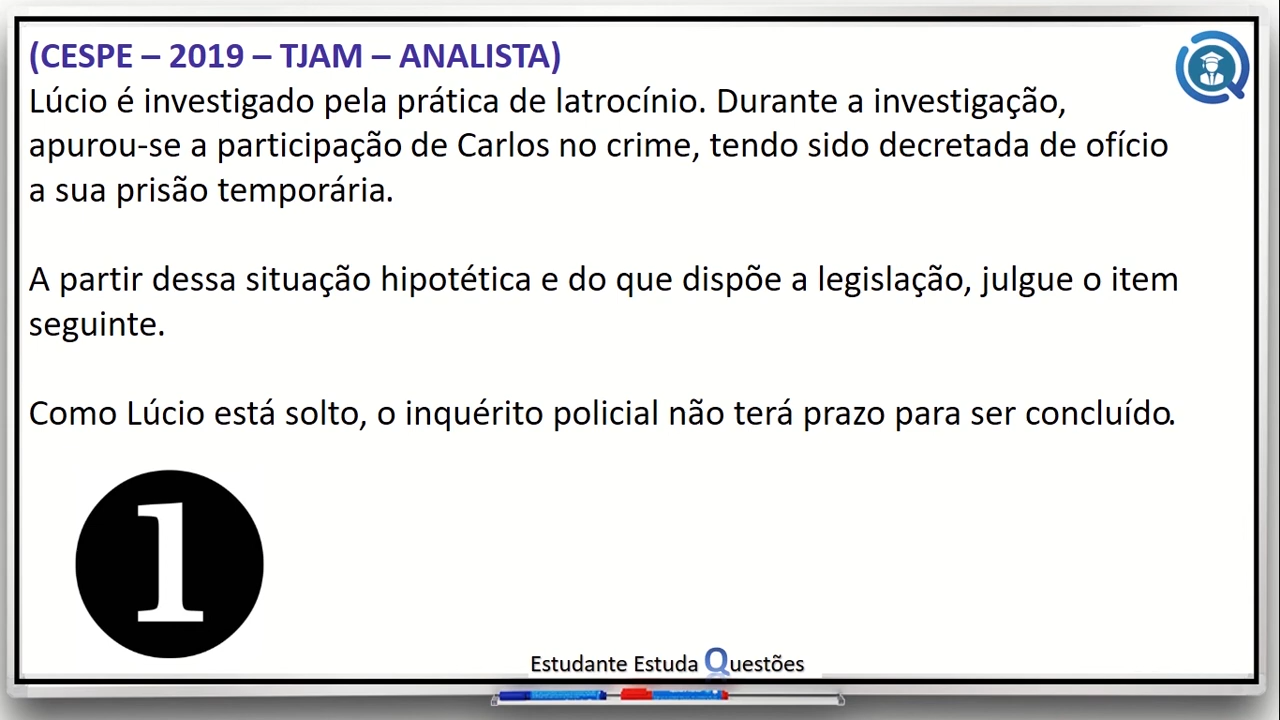 (CESPE – 2019 – TJAM – ANALISTA)
Lúcio é investigado pela prática de latrocínio. Durante a investigação,
apurou-se a participação de Carlos no crime, tendo sido decretada de ofício
a sua prisão temporária.
A partir dessa situação hipotética e do que dispõe a legislação, julgue o item
seguinte.
Como Lúcio está solto, o inquérito policial não terá prazo para ser concluído.
1
Estudante Estuda Questões